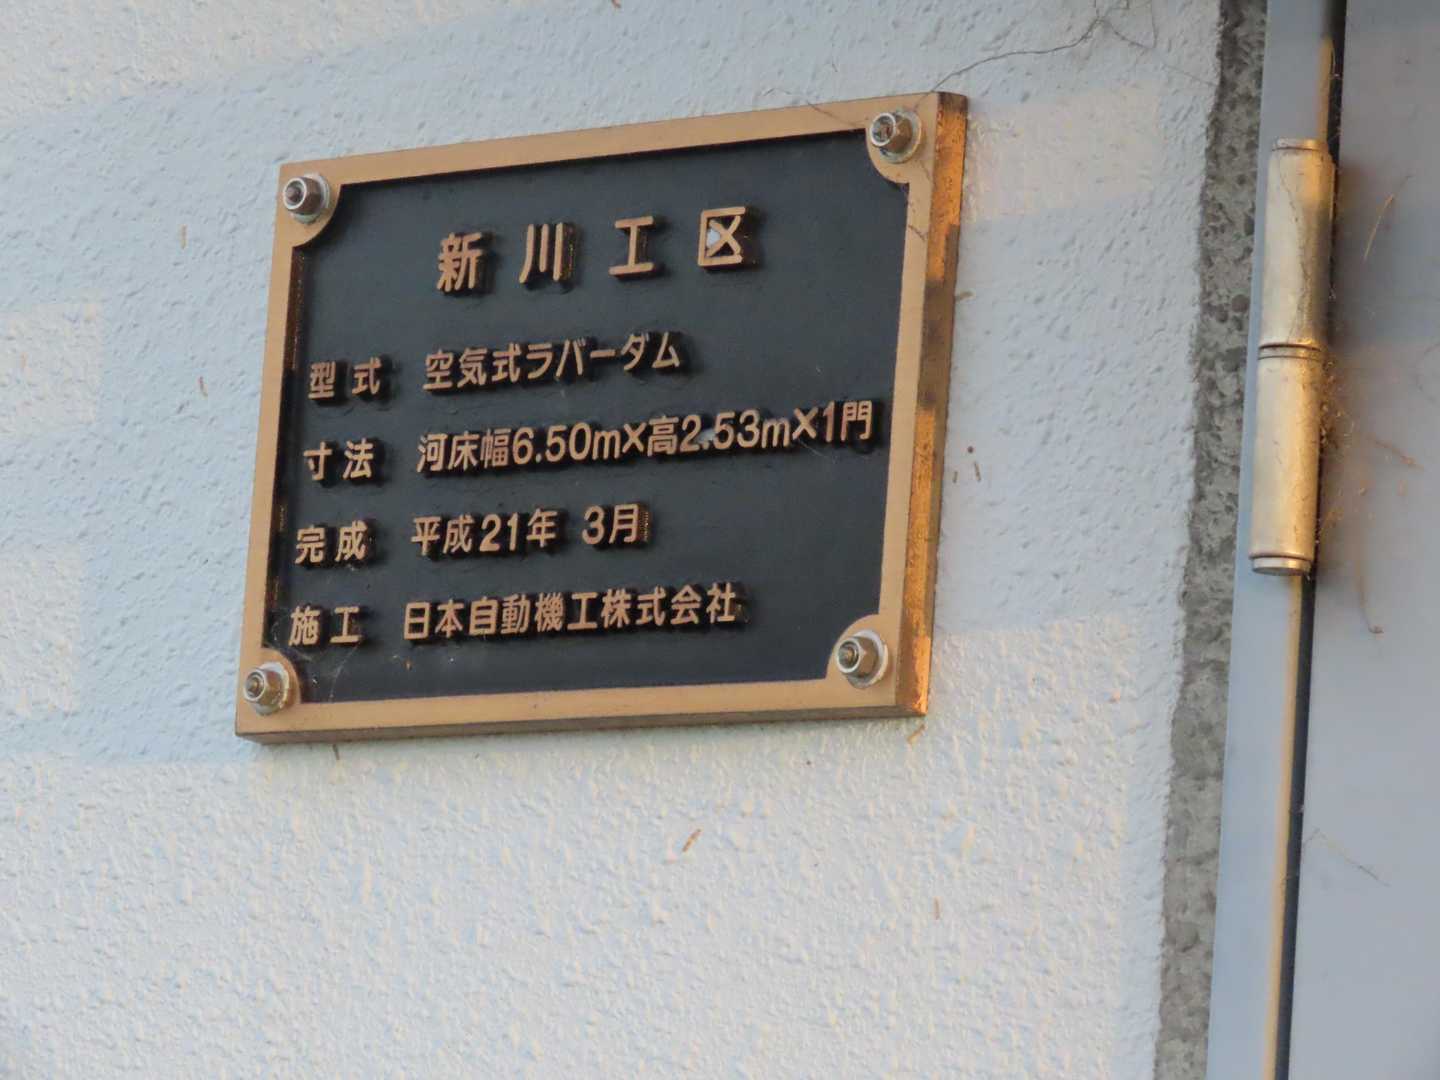 新川工区
型式 空気式ラバーダム
寸法 河床幅6.50m×高2.53m×1門
完成 平成21年 3月
施工 日本自動機工株式会社